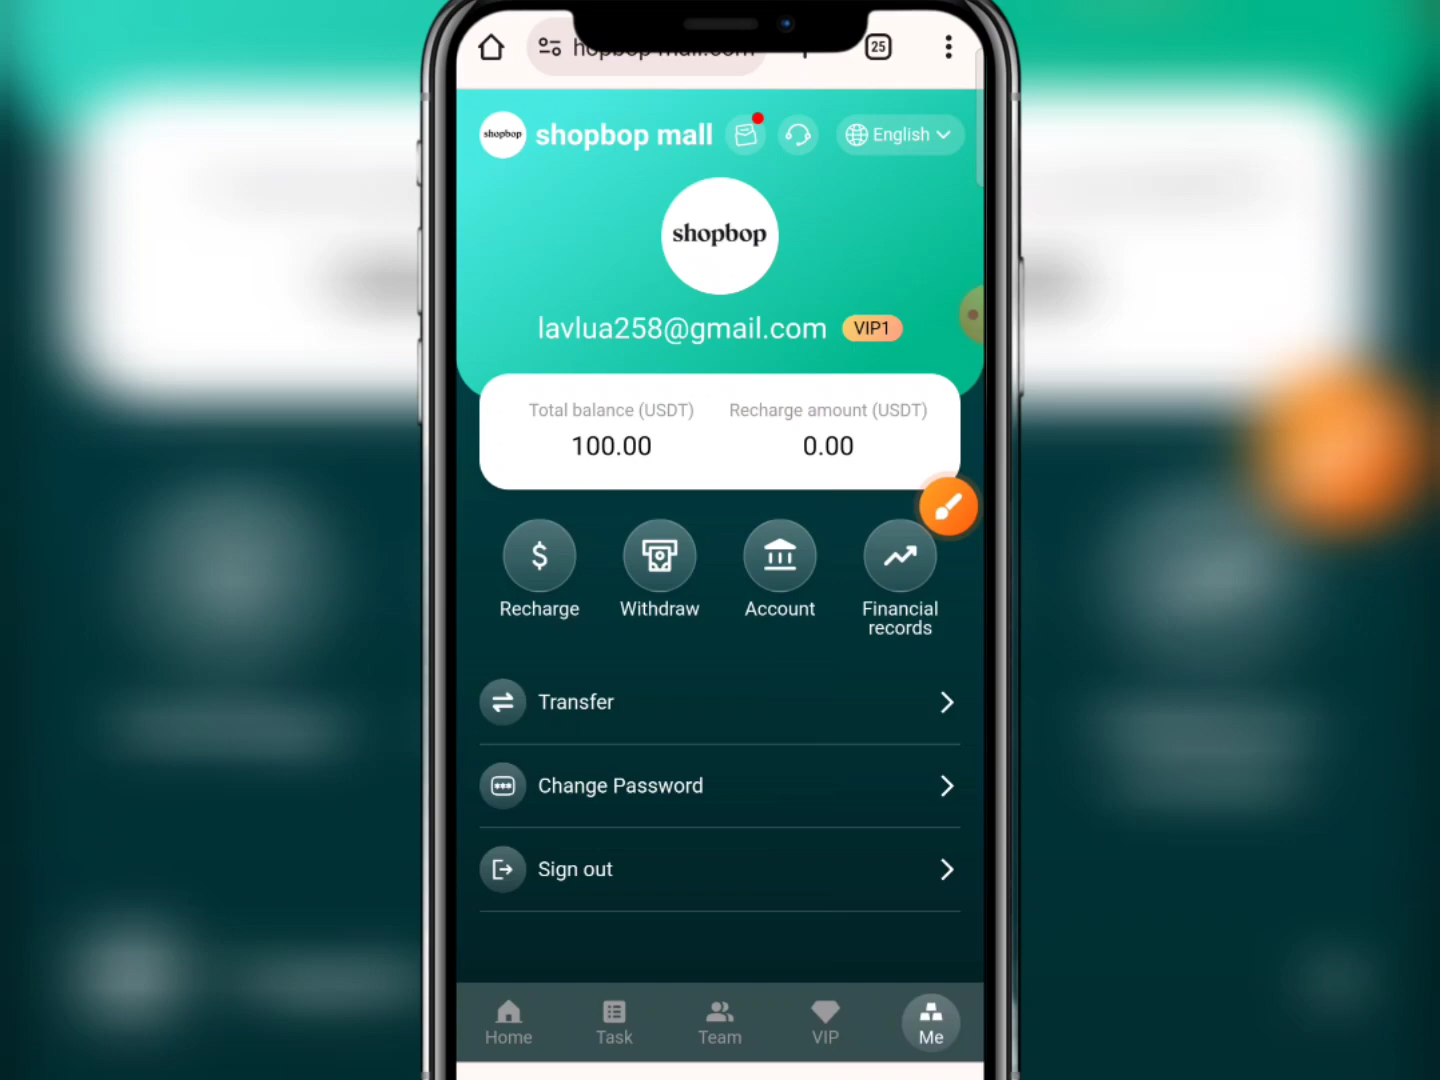 25
shopbop
shopbop mall
English
shopbop
lavlua258@gmail.com
VIP1
Total balance (USDT)
Recharge amount (USDT)
100.00
0.00
$
Recharge
Withdraw
Account
Financial
records
Transfer
Change Password
Sign out
Home
Task
Team
VIP
Me